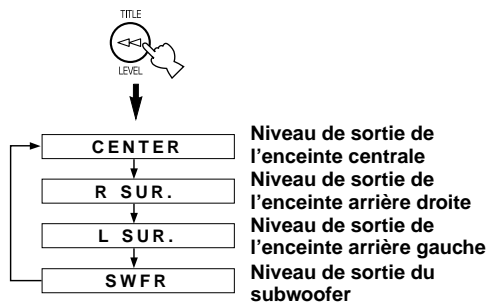 TITLE
LEVEL
CENTER
Niveau de sortie de
l'enceinte centrale
R SUR.
Niveau de sortie de
l'enceinte arrière droite
L SUR.
Niveau de sortie de
l'enceinte arrière gauche
SWFR
Niveau de sortie du
subwoofer